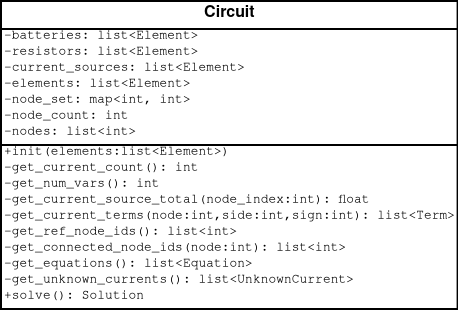 Circuit
-batteries: list<Element>
-resistors: list<Element>
-current_sources: list<Element>
-elements: list<Element>
-node_set: map<int, int>
-node_count: int
-nodes: list<int>
+init(elements:list<Element>)
-get_current_count(): int
-get_num_vars(): int
-get_current_source_total(node_index:int): float
-get_current_terms(node:int,side:int,sign:int): list<Term>
-get_ref_node_ids(): list<int>
-get_connected_node_ids(node:int): list<int>
-get_equations(): list<Equation>
-get_unknown_currents(): list<UnknownCurrent>
+solve(): Solution